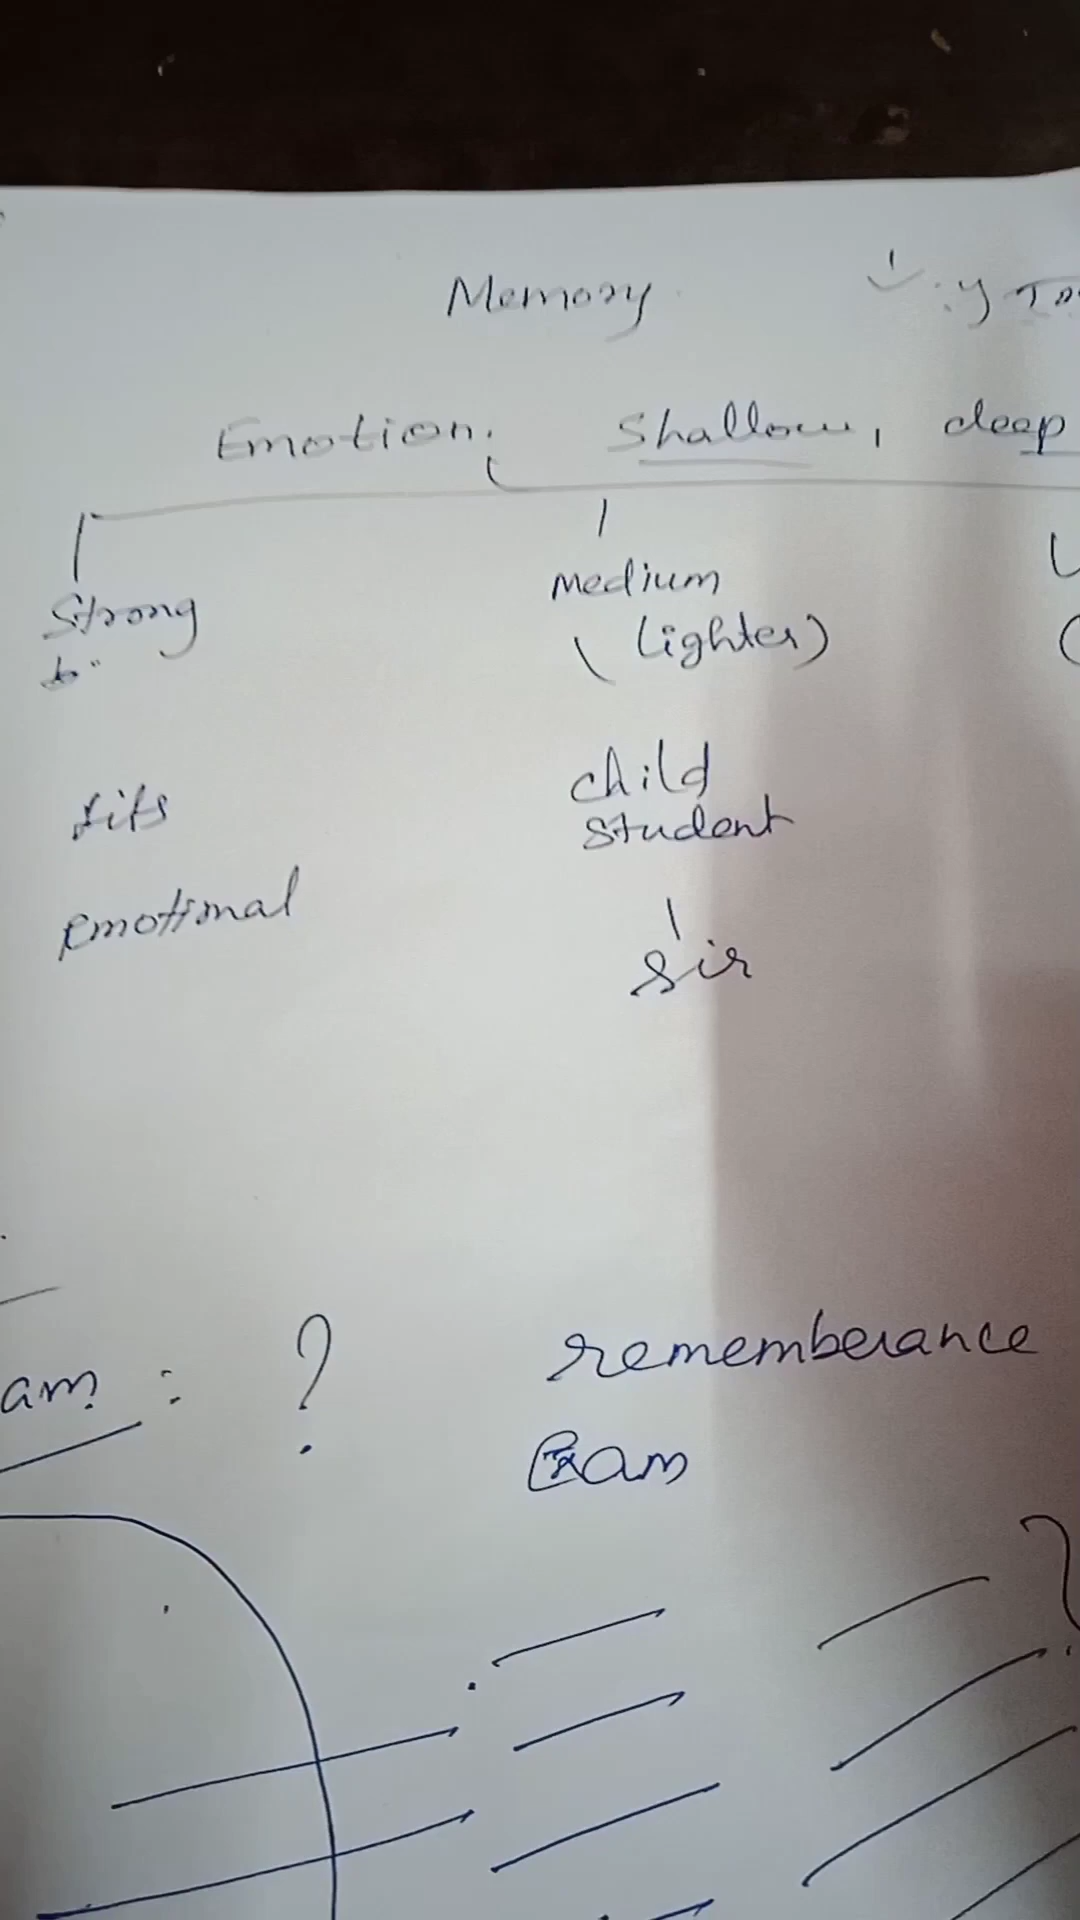 Memory
Emotion. Shallow, deep
Strong
Medium
(Lighter)
fits
child
student
Emotional
sir
am : ?
rememberance
Exam
?